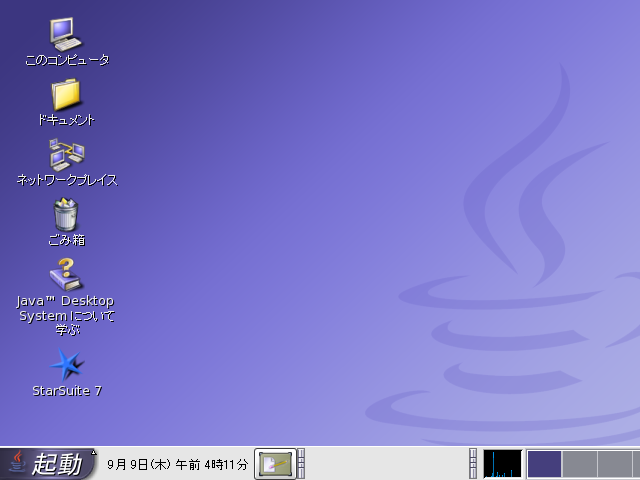 このコンピュータ
ドキュメント
ネットワークプレイス
ごみ箱
Java™ Desktop
System について
学ぶ
StarSuite 7
起動
9月 9日(木) 午前 4時11分